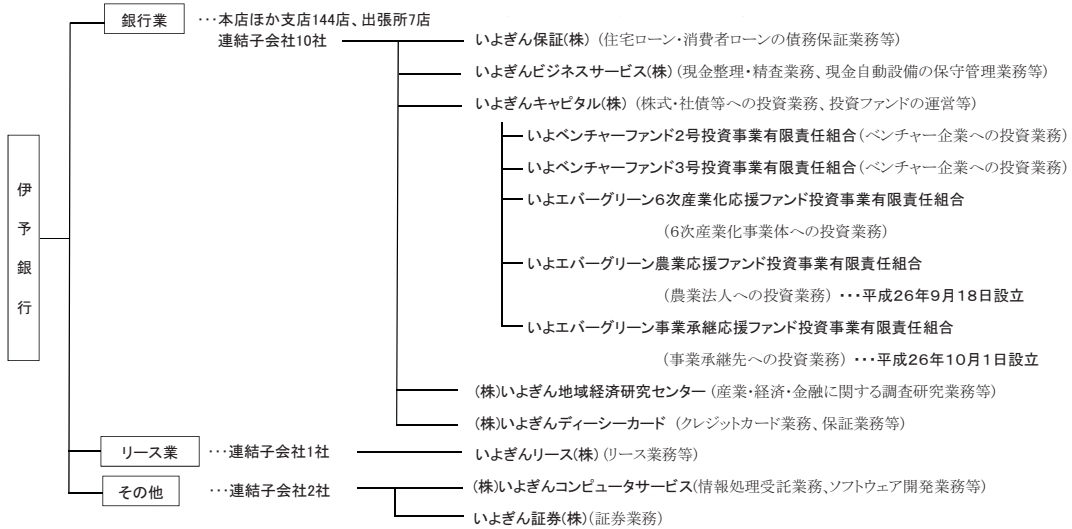 銀行業 ･･･本店ほか支店144店、出張所7店
連結子会社10社
いよぎん保証(株) (住宅ローン・消費者ローンの債務保証業務等)
いよぎんビジネスサービス(株) (現金整理・精査業務、現金自動設備の保守管理業務等)
いよぎんキャピタル(株) (株式・社債等への投資業務、投資ファンドの運営等)
いよベンチャーファンド2号投資事業有限責任組合(ベンチャー企業への投資業務)
いよベンチャーファンド3号投資事業有限責任組合(ベンチャー企業への投資業務)
いよエバーグリーン6次産業化応援ファンド投資事業有限責任組合
(6次産業化事業体への投資業務)
いよエバーグリーン農業応援ファンド投資事業有限責任組合
(農業法人への投資業務) ･･･平成26年9月18日設立
いよエバーグリーン事業承継応援ファンド投資事業有限責任組合
(事業承継先への投資業務) ･･･平成26年10月1日設立
(株)いよぎん地域経済研究センター (産業・経済・金融に関する調査研究業務等)
(株)いよぎんディーシーカード (クレジットカード業務、保証業務等)
伊予銀行
リース業 ･･･連結子会社1社 いよぎんリース(株) (リース業務等)
その他 ･･･連結子会社2社 (株)いよぎんコンピュータサービス(情報処理受託業務、ソフトウェア開発業務等)
いよぎん証券(株) (証券業務)